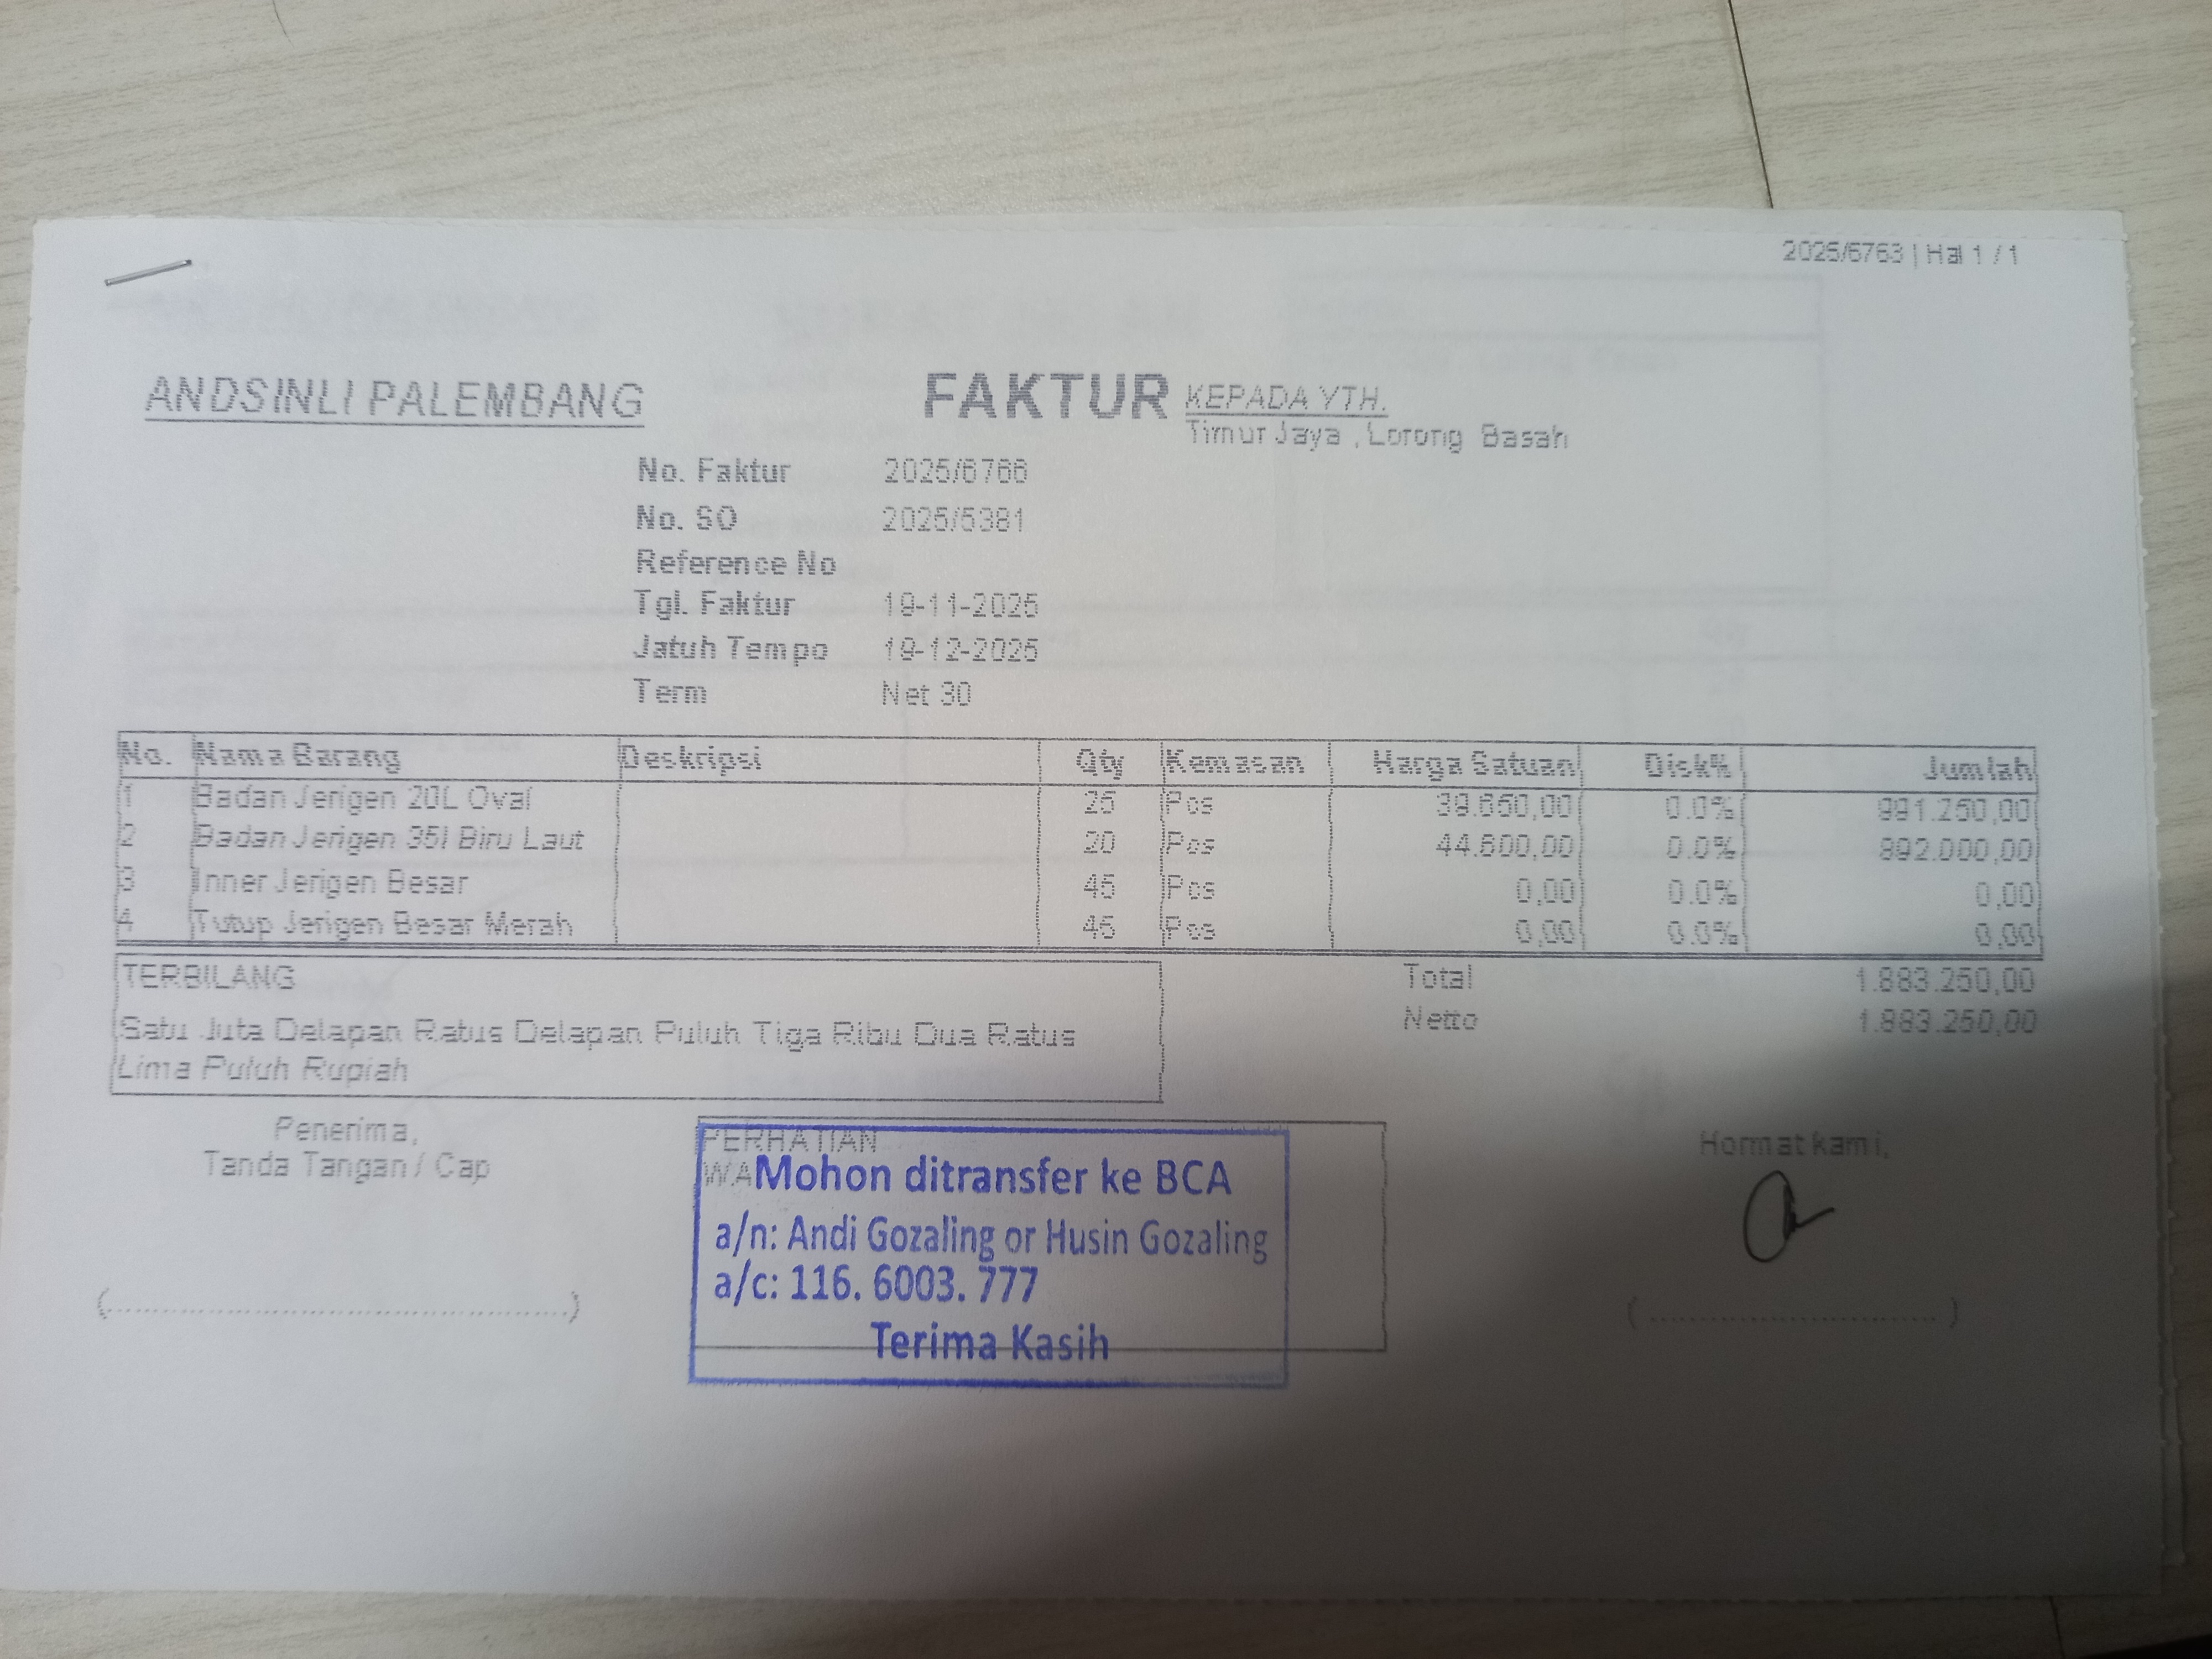 2025/6763 | Hal 1 / 1
ANDSINLI PALEMBANG
FAKTUR
KEPADA YTH.
Timur Jaya , Lorong Basah
No. Faktur 2025/6766
No. SO 2025/5381
Reference No
Tgl. Faktur 19-11-2025
Jatuh Tempo 19-12-2025
Term Net 30
No. Nama Barang Deskripsi Qty Kemasan Harga Satuan Disk% Jumlah
1 Badan Jerigen 20L Oval 25 Pcs 39.650,00 0.0% 991.250,00
2 Badan Jerigen 35l Biru Laut 20 Pcs 44.600,00 0.0% 892.000,00
3 Inner Jerigen Besar 45 Pcs 0,00 0.0% 0,00
4 Tutup Jerigen Besar Merah 45 Pcs 0,00 0.0% 0,00
TERBILANG
Satu Juta Delapan Ratus Delapan Puluh Tiga Ribu Dua Ratus
Lima Puluh Rupiah
Total 1.883.250,00
Netto 1.883.250,00
Penerima,
Tanda Tangan / Cap
PERHATIAN
WA
Mohon ditransfer ke BCA
a/n: Andi Gozaling or Husin Gozaling
a/c: 116. 6003. 777
Terima Kasih
Hormat kami,
(..............................................)
(..............................)